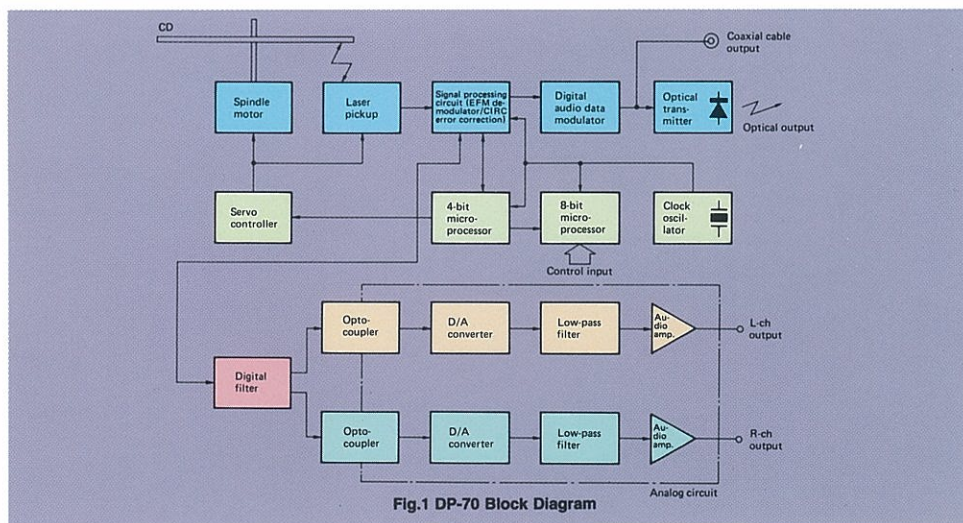 CD
Coaxial cable
output
Spindle
motor
Laser
pickup
Signal processing
circuit (EFM de-
modulator/CIRC
error correction)
Digital
audio data
modulator
Optical
trans-
mitter
Optical output
Servo
controller
4-bit
micro-
processor
8-bit
micro-
processor
Clock
oscil-
lator
Control input
Opto-
coupler
D/A
converter
Low-pass
filter
Au-
dio
amp.
L-ch
output
Digital
filter
Opto-
coupler
D/A
converter
Low-pass
filter
Au-
dio
amp.
R-ch
output
Analog circuit
Fig.1 DP-70 Block Diagram